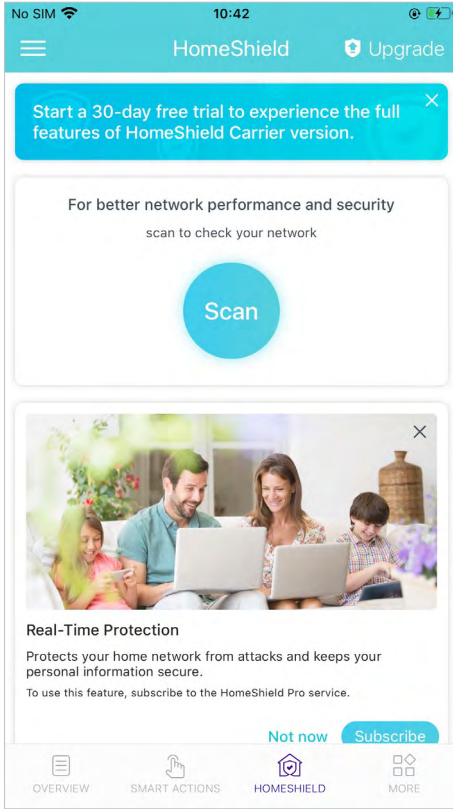 No SIM 10:42
HomeShield Upgrade
Start a 30-day free trial to experience the full
features of HomeShield Carrier version.
For better network performance and security
scan to check your network
Scan
Real-Time Protection
Protects your home network from attacks and keeps your
personal information secure.
To use this feature, subscribe to the HomeShield Pro service.
Not now Subscribe
OVERVIEW SMART ACTIONS HOMESHIELD MORE